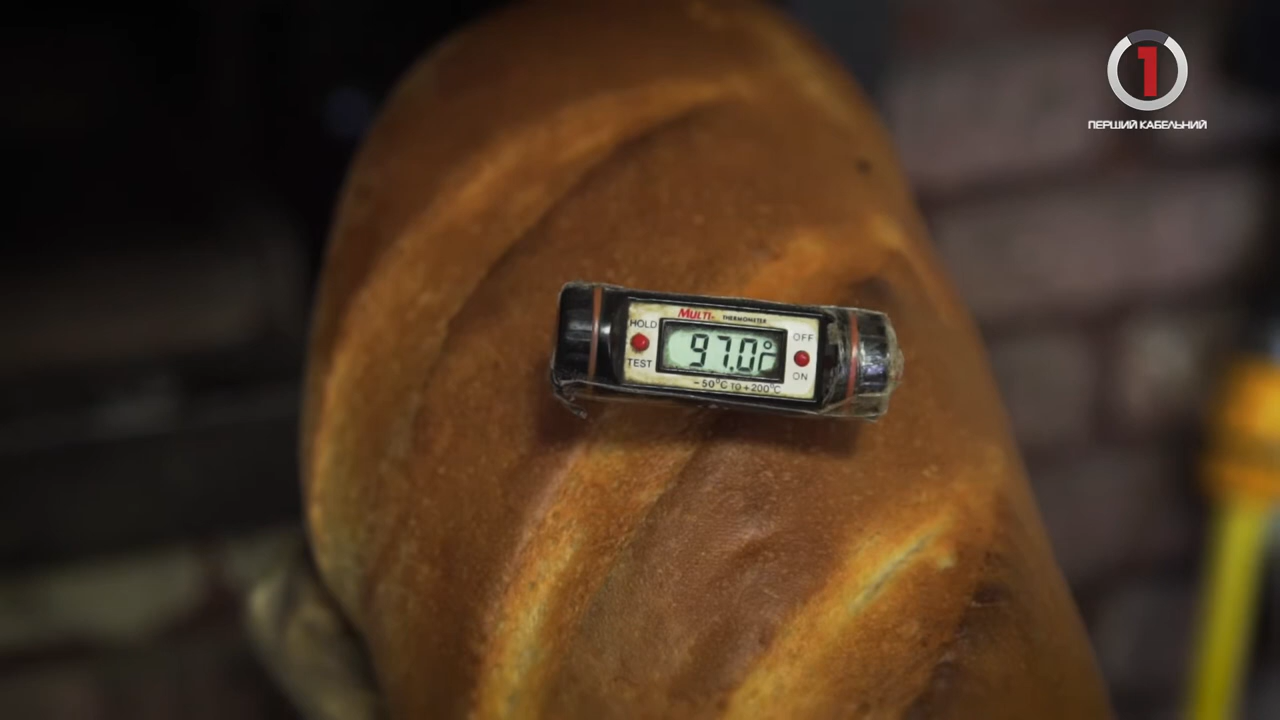 1
ПЕРШИЙ КАБЕЛЬНИЙ
MULTI
THERMOMETER
HOLD
TEST
97.0°
OFF
ON
-50°C TO +200°C